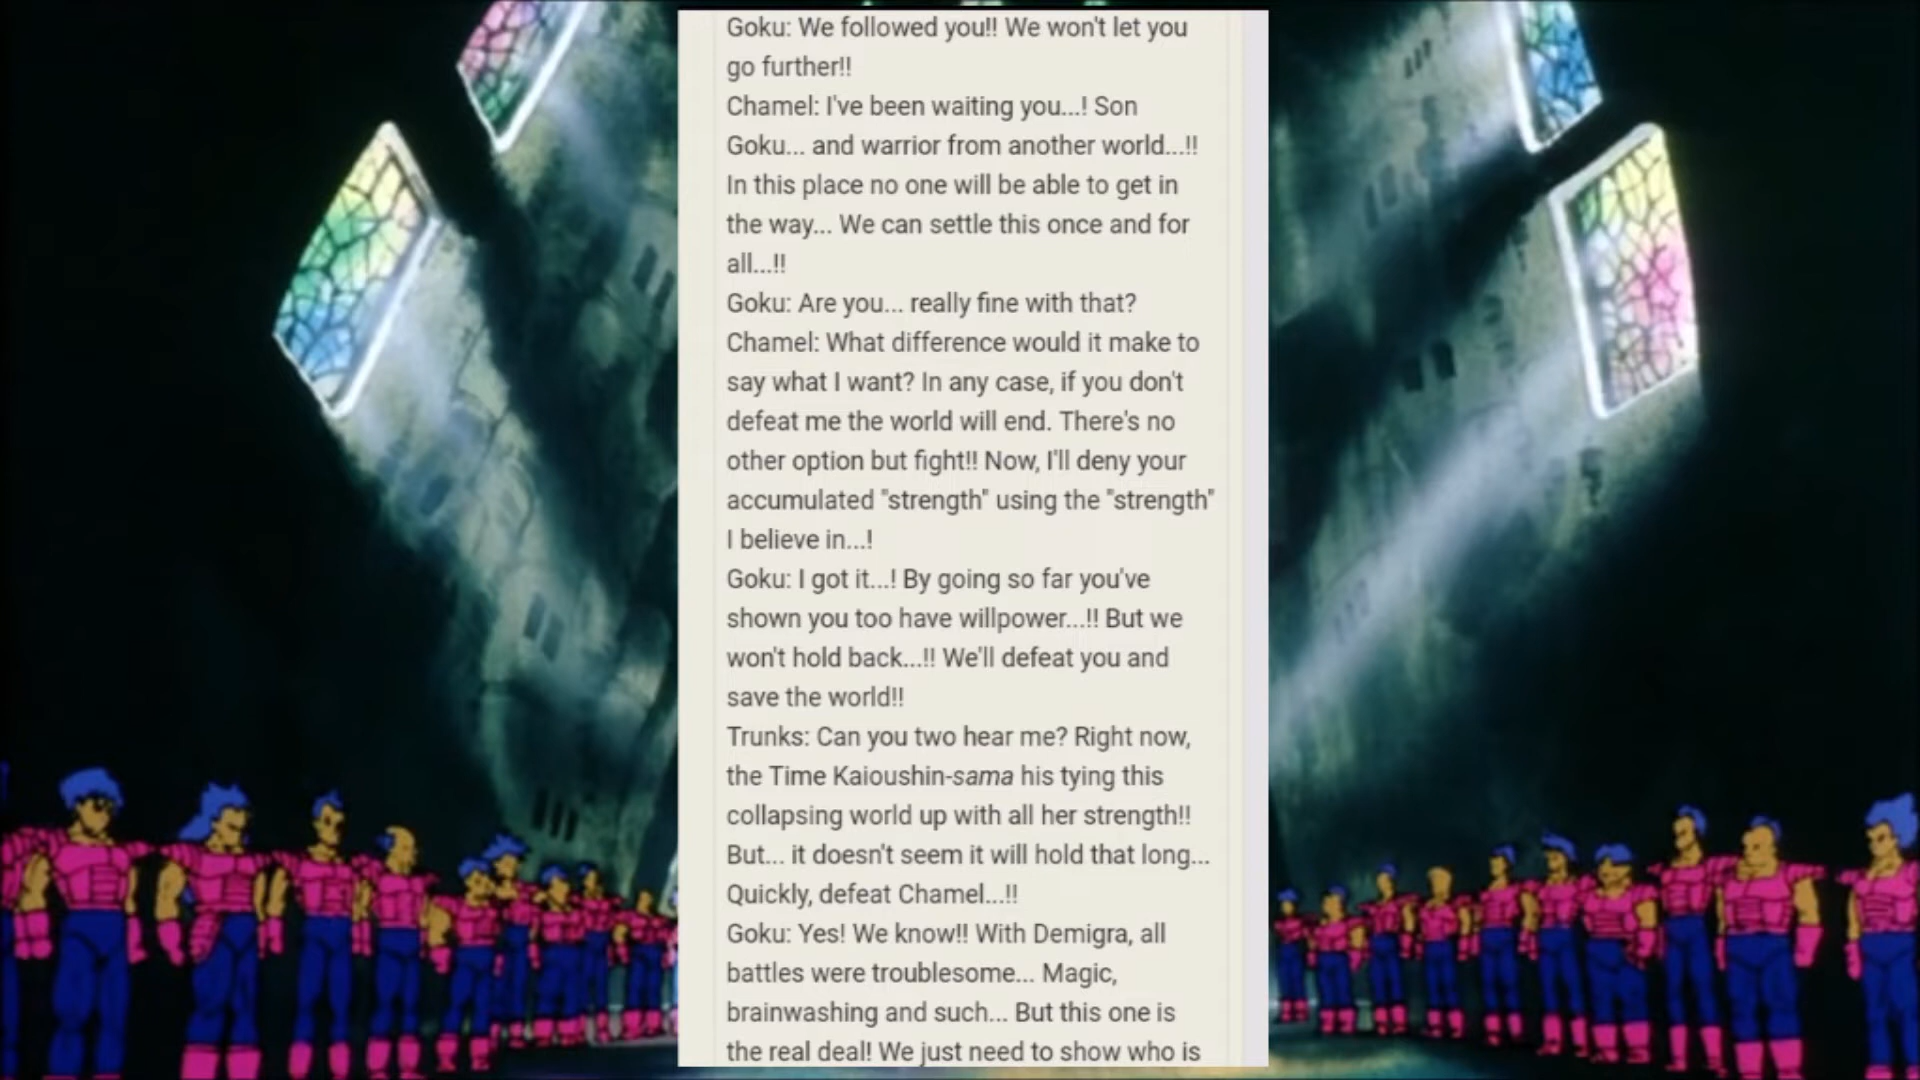 Goku: We followed you!! We won't let you
go further!!
Chamel: I've been waiting you...! Son
Goku... and warrior from another world...!!
In this place no one will be able to get in
the way... We can settle this once and for
all...!!
Goku: Are you... really fine with that?
Chamel: What difference would it make to
say what I want? In any case, if you don't
defeat me the world will end. There's no
other option but fight!! Now, I'll deny your
accumulated "strength" using the "strength"
I believe in...!
Goku: I got it...! By going so far you've
shown you too have willpower...!! But we
won't hold back...!! We'll defeat you and
save the world!!
Trunks: Can you two hear me? Right now,
the Time Kaioushin-sama his tying this
collapsing world up with all her strength!!
But... it doesn't seem it will hold that long...
Quickly, defeat Chamel...!!
Goku: Yes! We know!! With Demigra, all
battles were troublesome... Magic,
brainwashing and such... But this one is
the real deal! We just need to show who is